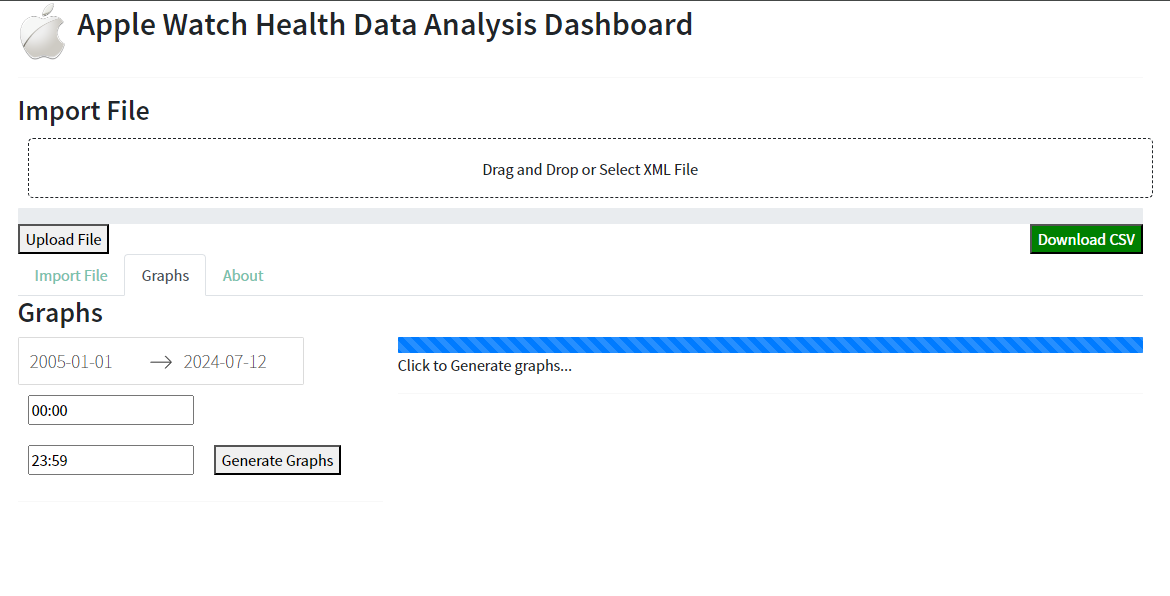 Apple Watch Health Data Analysis Dashboard
Import File
Drag and Drop or Select XML File
Upload File
Download CSV
Import File
Graphs
About
Graphs
2005-01-01
2024-07-12
Click to Generate graphs...
00:00
23:59
Generate Graphs